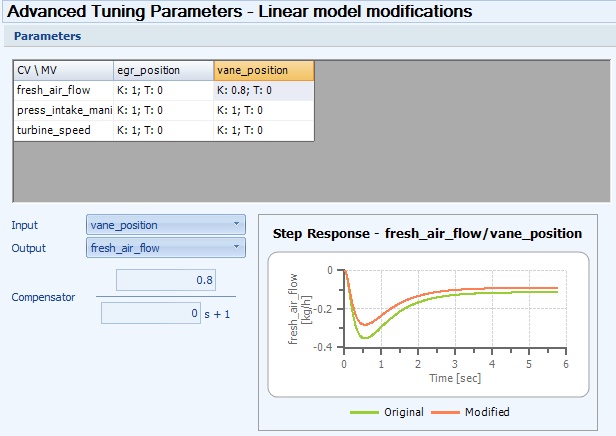 Advanced Tuning Parameters - Linear model modifications
Parameters
CV \ MV egr_position vane_position
fresh_air_flow K: 1; T: 0 K: 0.8; T: 0
press_intake_mani K: 1; T: 0 K: 1; T: 0
turbine_speed K: 1; T: 0 K: 1; T: 0
Input vane_position
Output fresh_air_flow
Compensator
0.8
0 s + 1
Step Response - fresh_air_flow/vane_position
fresh_air_flow
[kg/h]
0
-0.2
-0.4
0 1 2 3 4 5 6
Time [sec]
Original Modified